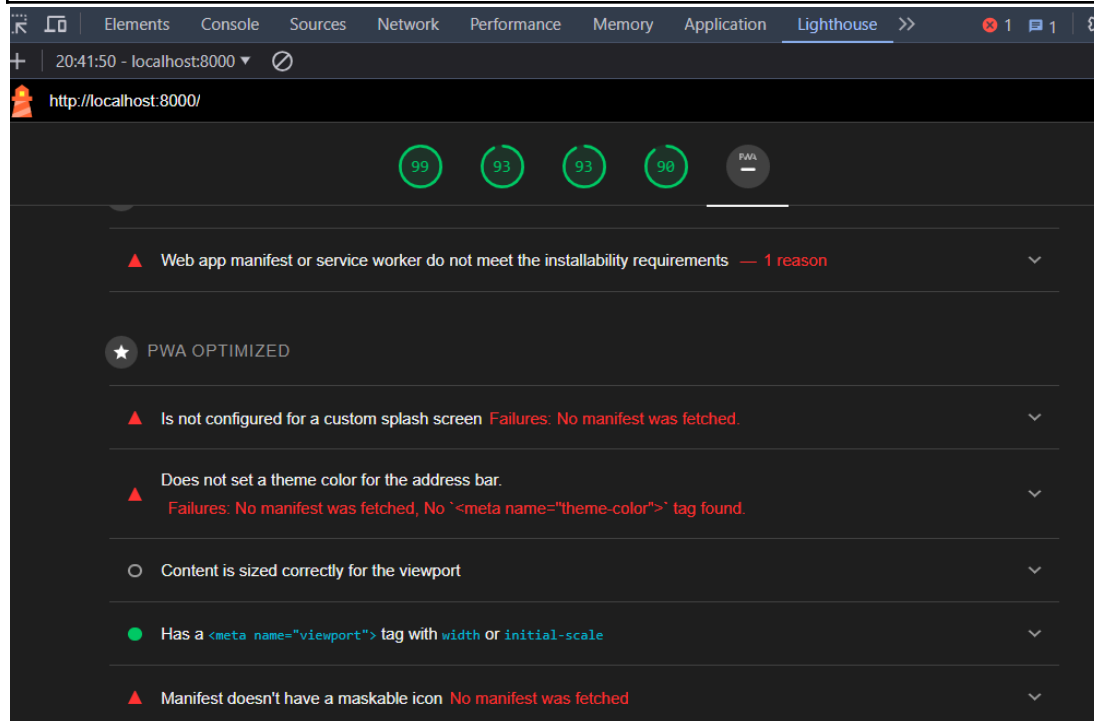 Elements Console Sources Network Performance Memory Application Lighthouse >> 1 1
20:41:50 - localhost:8000 ▼
http://localhost:8000/
99 93 93 90 PWA
Web app manifest or service worker do not meet the installability requirements — 1 reason
PWA OPTIMIZED
Is not configured for a custom splash screen Failures: No manifest was fetched.
Does not set a theme color for the address bar.
Failures: No manifest was fetched, No `<meta name="theme-color">` tag found.
Content is sized correctly for the viewport
Has a <meta name="viewport"> tag with width or initial-scale
Manifest doesn't have a maskable icon No manifest was fetched